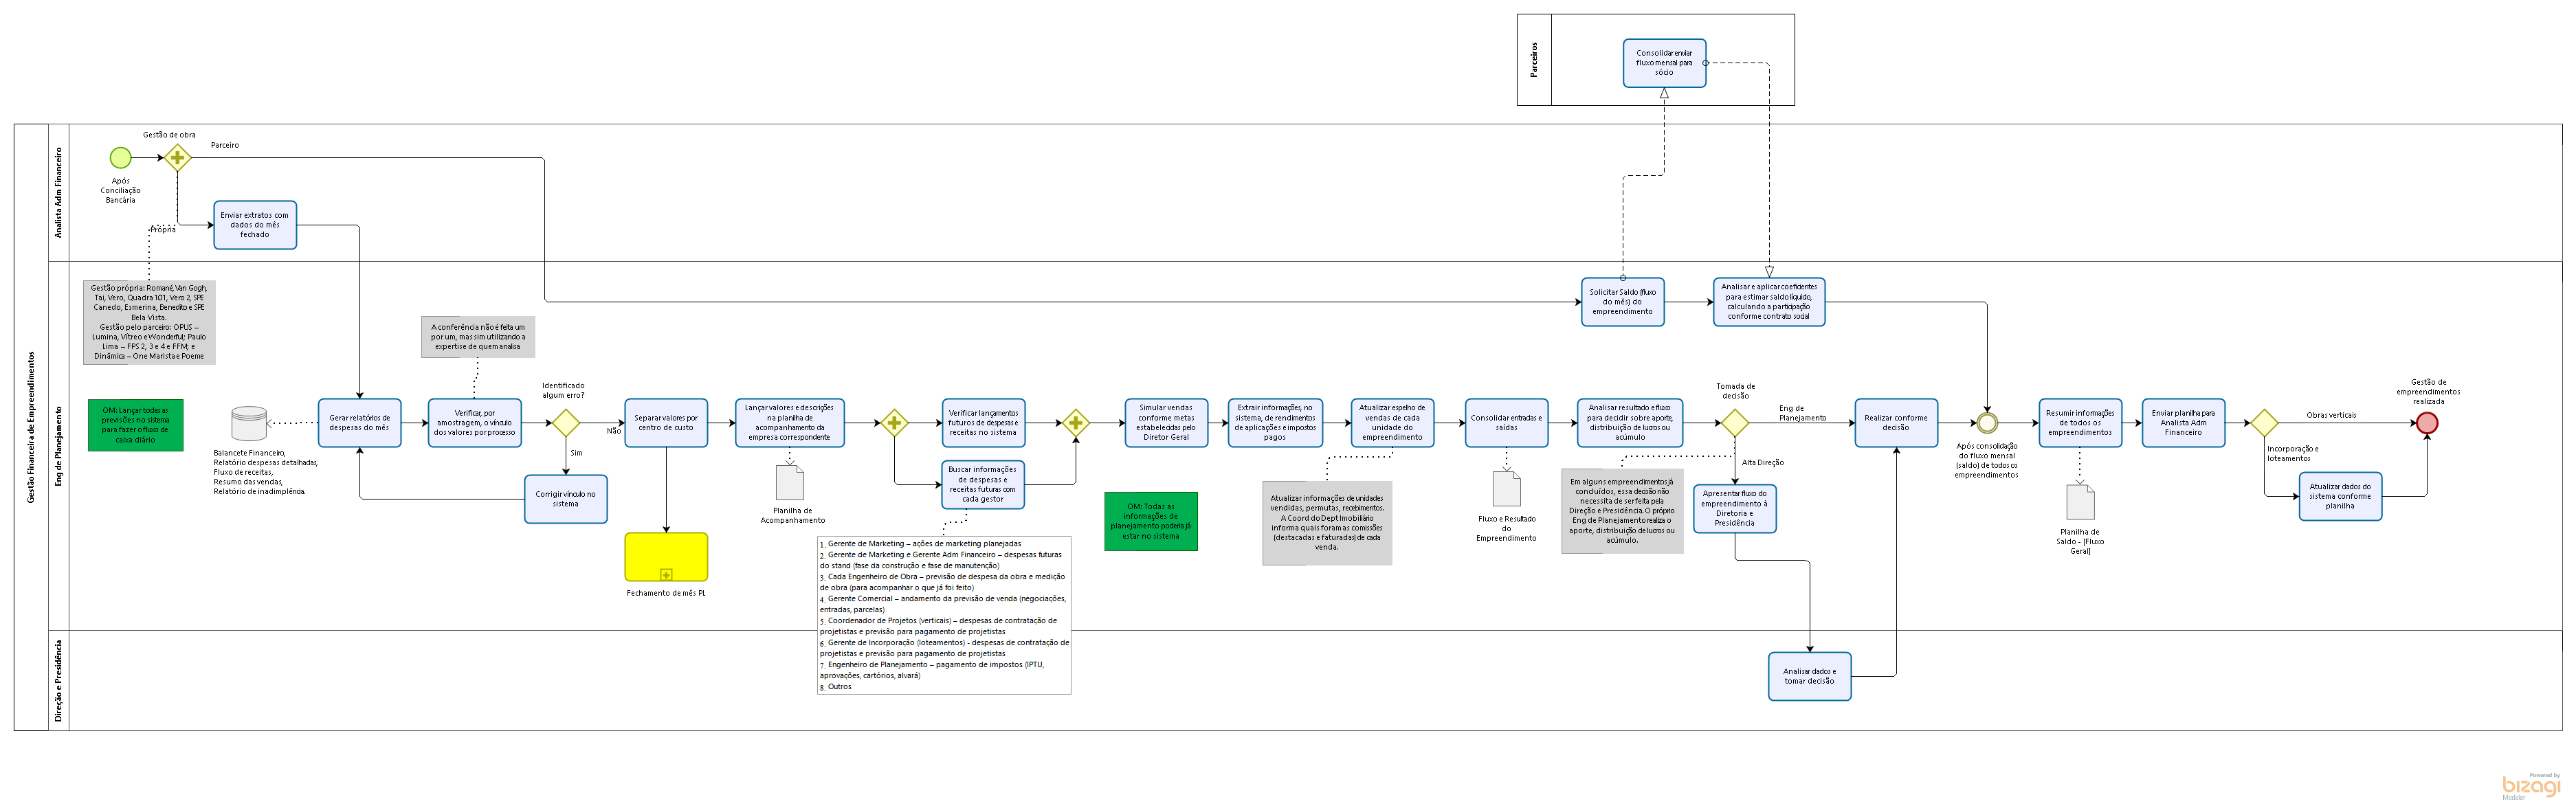 Parceiros
Consolidar enviar
fluxo mensal para
sócio
Gestão Financeira de Empreendimentos
Analista Adm Financeiro
Gestão de obra
Parceiro
Após
Conciliação
Bancária
Enviar extratos com
dados do mês
fechado
Própria
Eng de Planejamento
Gestão própria: Romané, Van Gogh,
Tai, Vero, Quadra 101, Vero 2, SPE
Canedo, Esmerina, Benedito e SPE
Bela Vista.
Gestão pelo parceiro: OPUS –
Lumina, Vítreo e Wonderful; Paulo
Lima – FPS 2, 3 e 4 e FFM; e
Dinâmica – One Marista e Poeme
Solicitar Saldo (fluxo
do mês) do
empreendimento
Analisar e aplicar coeficientes
para estimar saldo líquido,
calculando a participação
conforme contrato social
A conferência não é feita um
por um, mas sim utilizando a
expertise de quem analisa
OM: Lançar todas as
previsões no sistema
para fazer o fluxo de
caixa diário
Balancete Financeiro,
Relatório despesas detalhadas,
Fluxo de receitas,
Resumo das vendas,
Relatório de inadimplência.
Gerar relatórios de
despesas do mês
Verificar, por
amostragem, o vínculo
dos valores por processo
Identificado
algum erro?
Não
Sim
Corrigir vínculo no
sistema
Separar valores por
centro de custo
Fechamento de mês PL
Lançar valores e descrições
na planilha de
acompanhamento da
empresa correspondente
Planilha de
Acompanhamento
Verificar lançamentos
futuros de despesas e
receitas no sistema
Buscar informações
de despesas e
receitas futuras com
cada gestor
1. Gerente de Marketing – ações de marketing planejadas
2. Gerente de Marketing e Gerente Adm Financeiro – despesas futuras
do stand (fase da construção e fase de manutenção)
3. Cada Engenheiro de Obra – previsão de despesa da obra e medição
de obra (para acompanhar o que já foi feito)
4. Gerente Comercial – andamento da previsão de venda (negociações,
entradas, parcelas)
5. Coordenador de Projetos (verticais) – despesas de contratação de
projetistas e previsão para pagamento de projetistas
6. Gerente de Incorporação (loteamentos) - despesas de contratação de
projetistas e previsão para pagamento de projetistas
7. Engenheiro de Planejamento – pagamento de impostos (IPTU,
aprovações, cartórios, alvará)
8. Outros
Simular vendas
conforme metas
estabelecidas pelo
Diretor Geral
OM: Todas as
informações de
planejamento poderia já
estar no sistema
Extrair informações, no
sistema, de rendimentos
de aplicações e impostos
pagos
Atualizar espelho de
vendas de cada
unidade do
empreendimento
Atualizar informações de unidades
vendidas, permutas, recebimentos.
A Coord do Dept Imobiliário
informa quais foram as comissões
(destacadas e faturadas) de cada
venda.
Consolidar entradas e
saídas
Fluxo e Resultado
do
Empreendimento
Analisar resultado e fluxo
para decidir sobre aporte,
distribuição de lucros ou
acúmulo
Em alguns empreendimentos já
concluídos, essa decisão não
necessita de ser feita pela
Direção e Presidência. O próprio
Eng de Planejamento realiza o
aporte, distribuição de lucros ou
acúmulo.
Tomada de
decisão
Eng de
Planejamento
Alta Direção
Apresentar fluxo do
empreendimento à
Diretoria e
Presidência
Realizar conforme
decisão
Após consolidação
do fluxo mensal
(saldo) de todos os
empreendimentos
Resumir informações
de todos os
empreendimentos
Planilha de
Saldo - [Fluxo
Geral]
Enviar planilha para
Analista Adm
Financeiro
Obras verticais
Incorporação e
loteamentos
Atualizar dados do
sistema conforme
planilha
Gestão de
empreendimentos
realizada
Direção e Presidência
Analisar dados e
tomar decisão
Powered by
bizagi
Modeler